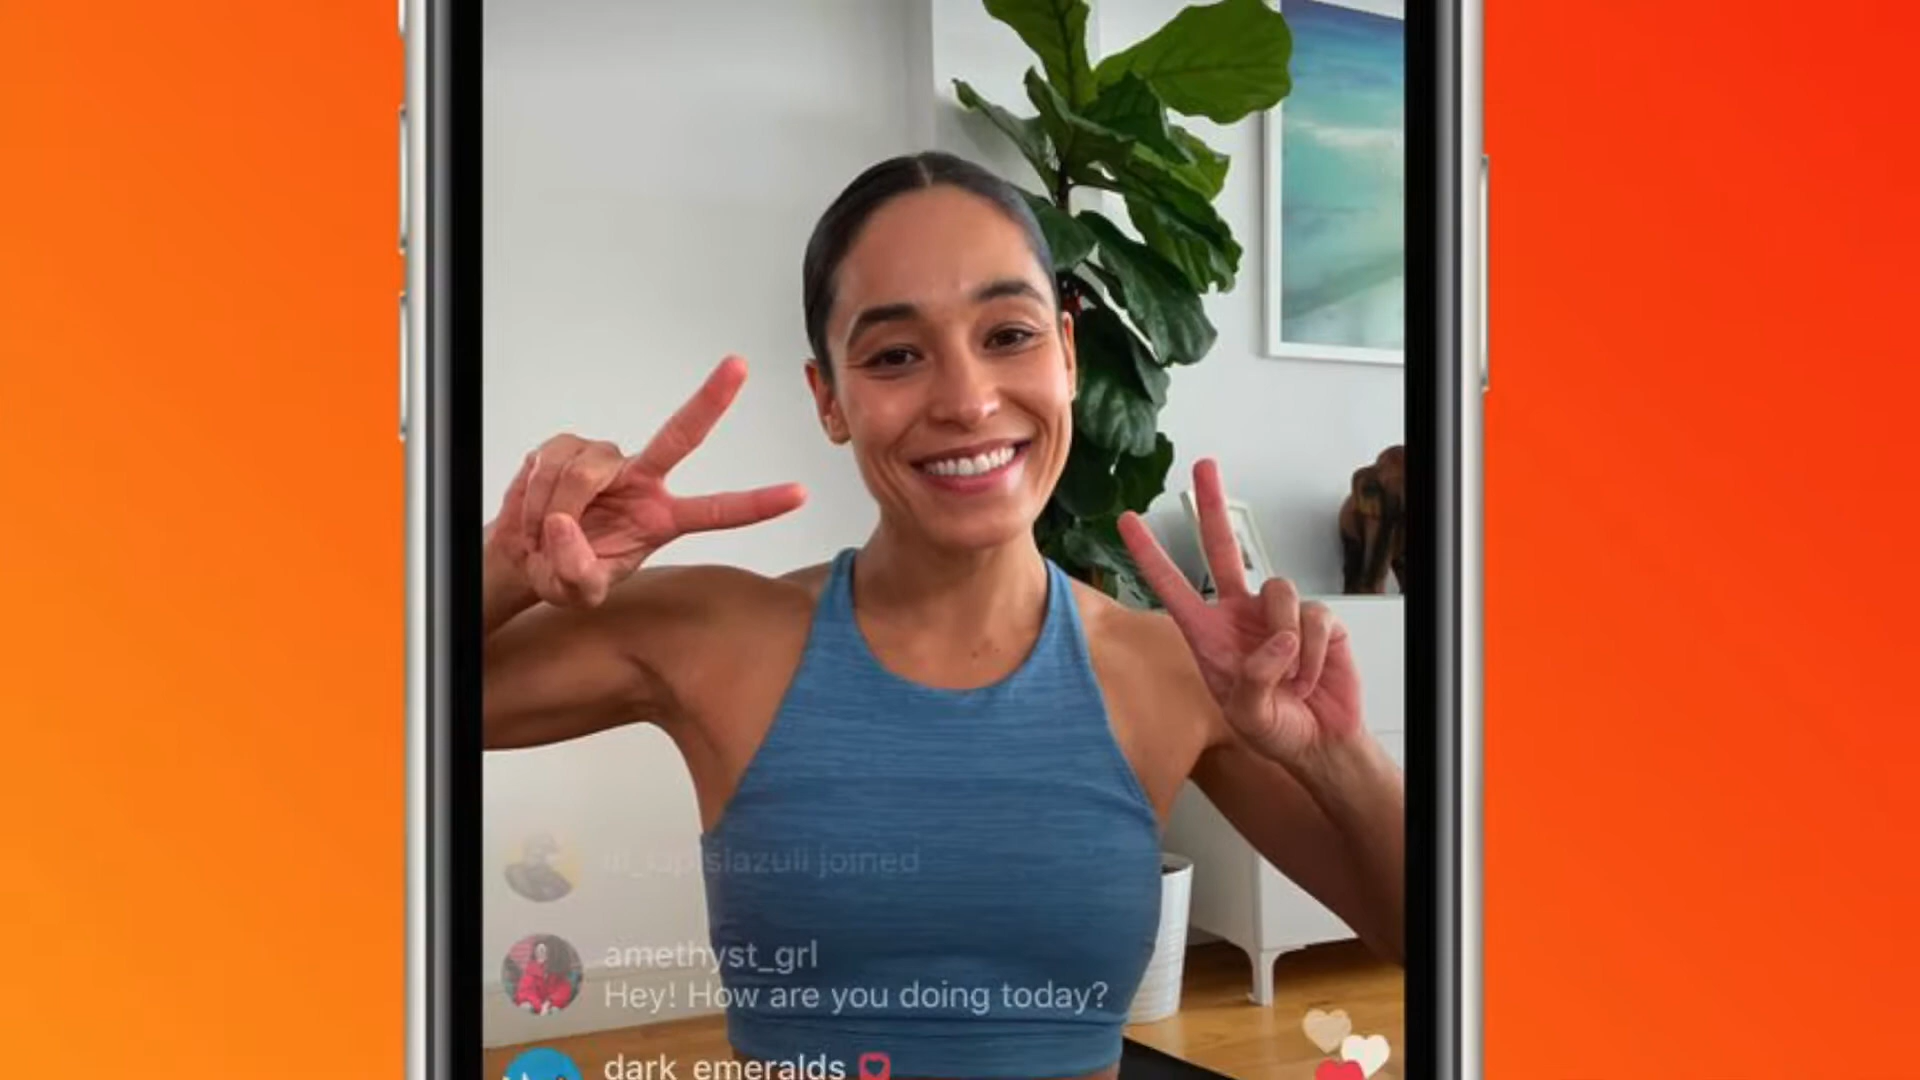 joined
amethyst_grl
Hey! How are you doing today?
dark_emeralds